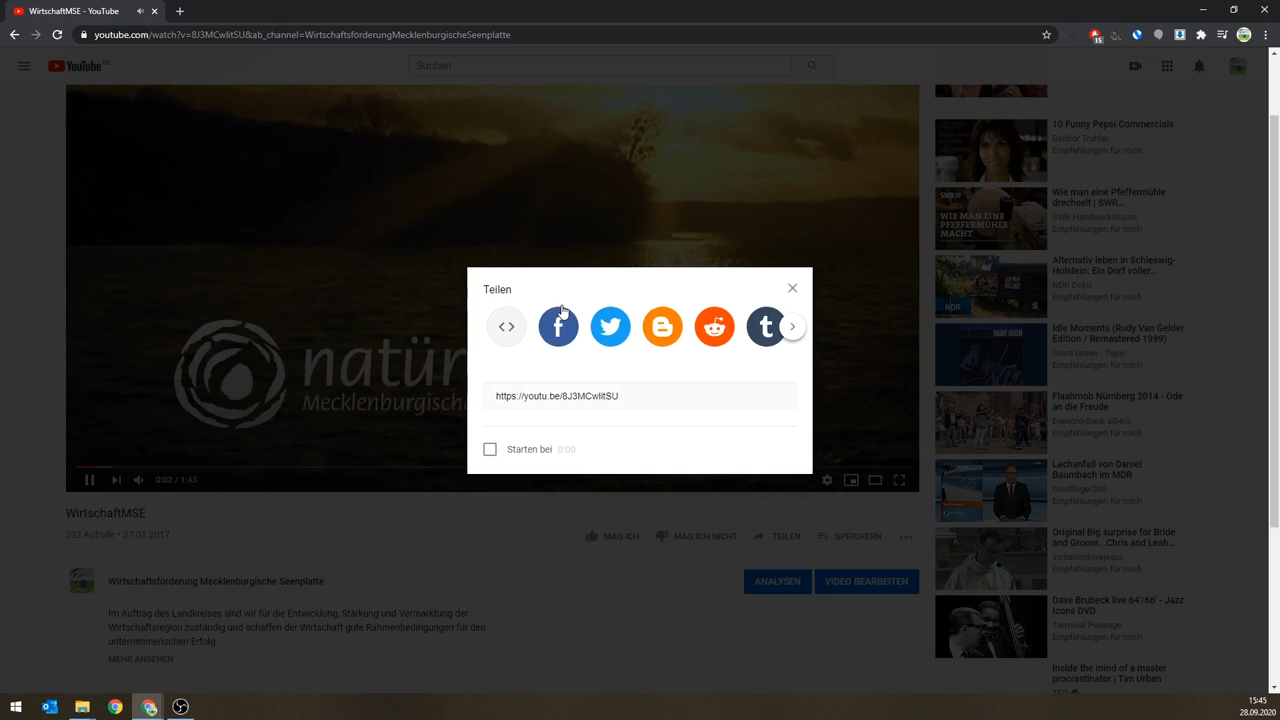 WirtschaftMSE - YouTube
youtube.com/watch?v=8J3MCwIitSU&ab_channel=WirtschaftsförderungMecklenburgischeSeenplatte
15
YouTube DE
Suchen
natür
Mecklenburgische
Teilen
https://youtu.be/8J3MCwIitSU
Starten bei 0:00
0:02 / 1:43
WirtschaftMSE
202 Aufrufe • 27.01.2017
MAG ICH
MAG ICH NICHT
TEILEN
SPEICHERN
Wirtschaftsförderung Mecklenburgische Seenplatte
ANALYSEN
VIDEO BEARBEITEN
Im Auftrag des Landkreises sind wir für die Entwicklung, Stärkung und Vermarktung der
Wirtschaftsregion zuständig und schaffen der Wirtschaft gute Rahmenbedingungen für den
unternehmerischen Erfolg.
MEHR ANSEHEN
10 Funny Pepsi Commercials
Dalibor Truhlar
Empfehlungen für mich
SWR»
WIE MAN EINE
PFEFFERMÜHLE
MACHT
Wie man eine Pfeffermühle
drechselt | SWR...
SWR Handwerkskunst
Empfehlungen für mich
NDR
Alternativ leben in Schleswig-
Holstein: Ein Dorf voller...
NDR Doku
Empfehlungen für mich
Idle Moments (Rudy Van Gelder
Edition / Remastered 1999)
Grant Green - Topic
Empfehlungen für mich
Flashmob Nürnberg 2014 - Ode
an die Freude
Evenord-Bank eG-KG
Empfehlungen für mich
Lachanfall von Daniel
Baumbach im MDR
Goldfinger200
Empfehlungen für mich
Original Big surprise for Bride
and Groom...Chris and Leah...
invitationlovejesus
Empfehlungen für mich
Dave Brubeck live 64'/66' - Jazz
Icons DVD
Terminal Passage
Empfehlungen für mich
Inside the mind of a master
procrastinator | Tim Urban
15:45
28.09.2020